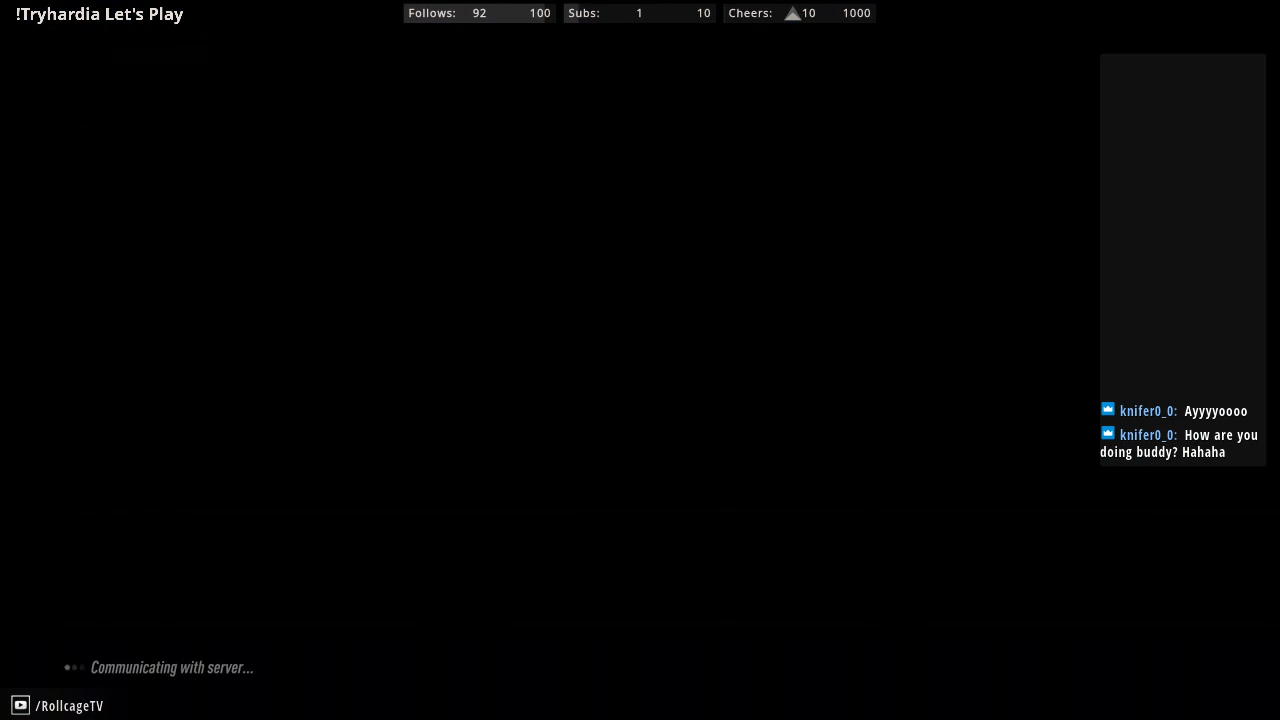 !Tryhardia Let's Play
Follows: 92 100 Subs: 1 10 Cheers: 10 1000
knifer0_0: Ayyyyoooo
knifer0_0: How are you
doing buddy? Hahaha
Communicating with server...
/RollcageTV